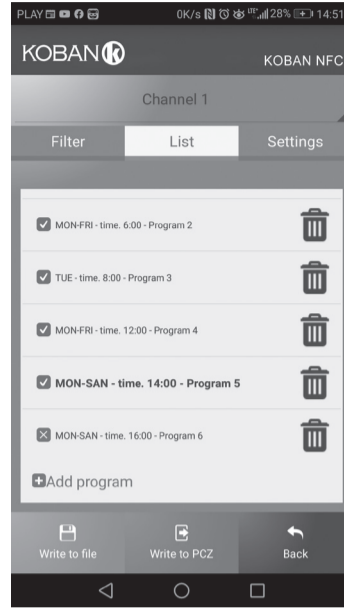 PLAY 0K/s LTE 28% 14:51
KOBAN k
KOBAN NFC
Channel 1
Filter List Settings
MON-FRI - time. 6:00 - Program 2
TUE - time. 8:00 - Program 3
MON-FRI - time. 12:00 - Program 4
MON-SAN - time. 14:00 - Program 5
MON-SAN - time. 16:00 - Program 6
Add program
Write to file Write to PCZ Back